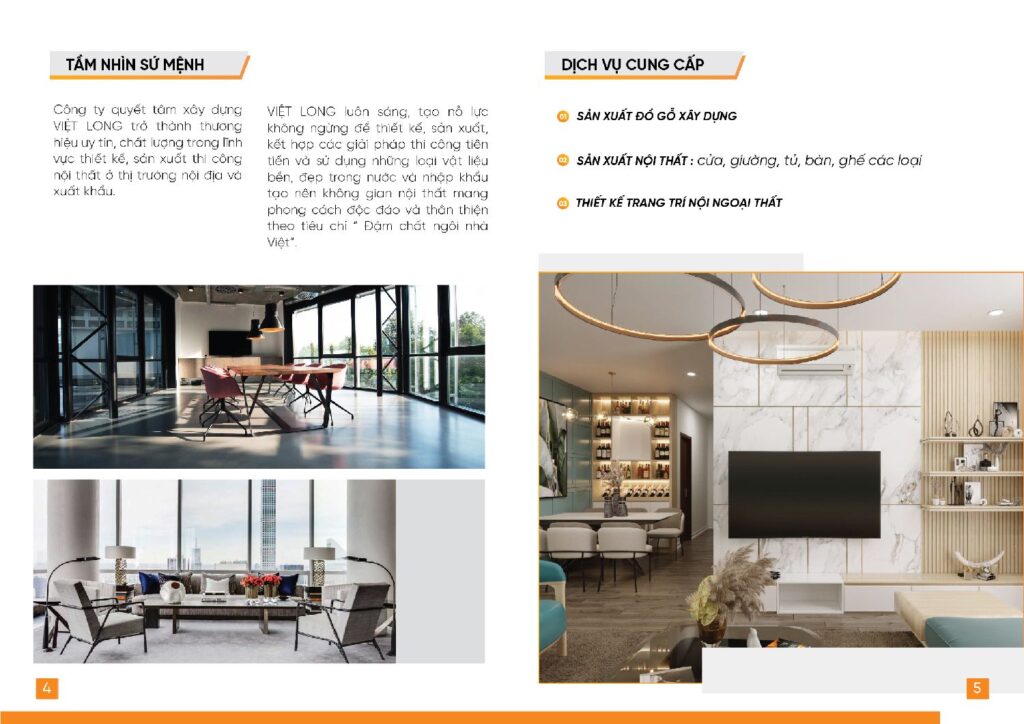 TẦM NHÌN SỨ MỆNH
Công ty quyết tâm xây dựng
VIỆT LONG trở thành thương
hiệu uy tín, chất lượng trong lĩnh
vực thiết kế, sản xuất thi công
nội thất ở thị trường nội địa và
xuất khẩu.
VIỆT LONG luôn sáng, tạo nỗ lực
không ngừng để thiết kế, sản xuất,
kết hợp các giải pháp thi công tiên
tiến và sử dụng những loại vật liệu
bền, đẹp trong nước và nhập khẩu
tạo nên không gian nội thất mang
phong cách độc đáo và thân thiện
theo tiêu chí “ Đậm chất ngôi nhà
Việt”.
4
DỊCH VỤ CUNG CẤP
01 SẢN XUẤT ĐỒ GỖ XÂY DỰNG
02 SẢN XUẤT NỘI THẤT : cửa, giường, tủ, bàn, ghế các loại
03 THIẾT KẾ TRANG TRÍ NỘI NGOẠI THẤT
5